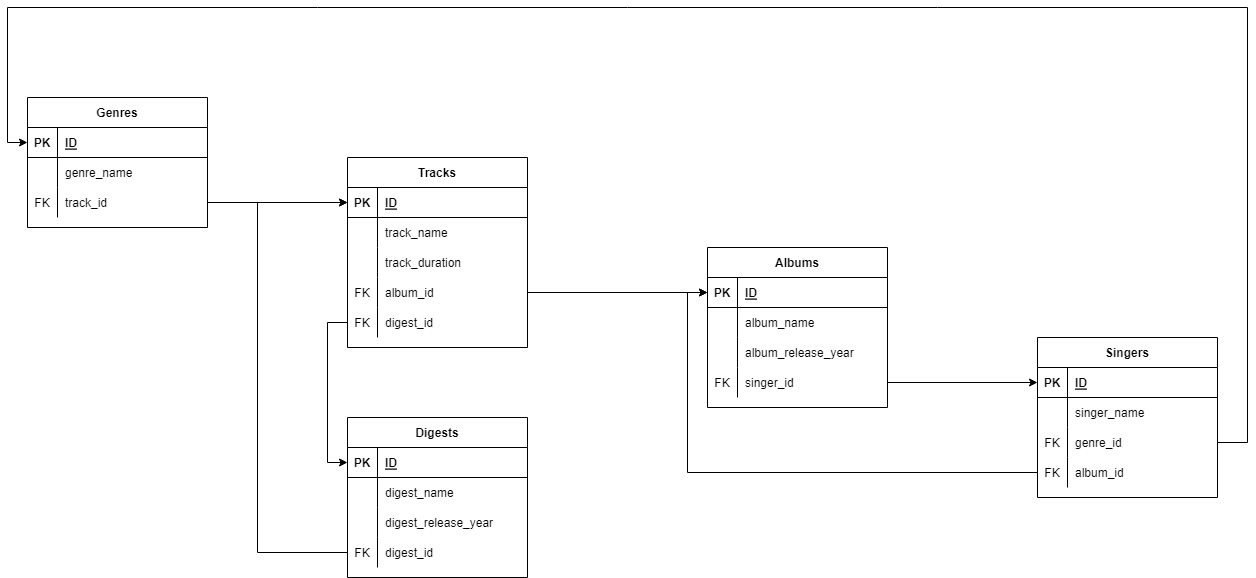 Genres
PK ID
genre_name
FK track_id
Tracks
PK ID
track_name
track_duration
FK album_id
FK digest_id
Albums
PK ID
album_name
album_release_year
FK singer_id
Singers
PK ID
singer_name
FK genre_id
FK album_id
Digests
PK ID
digest_name
digest_release_year
FK digest_id